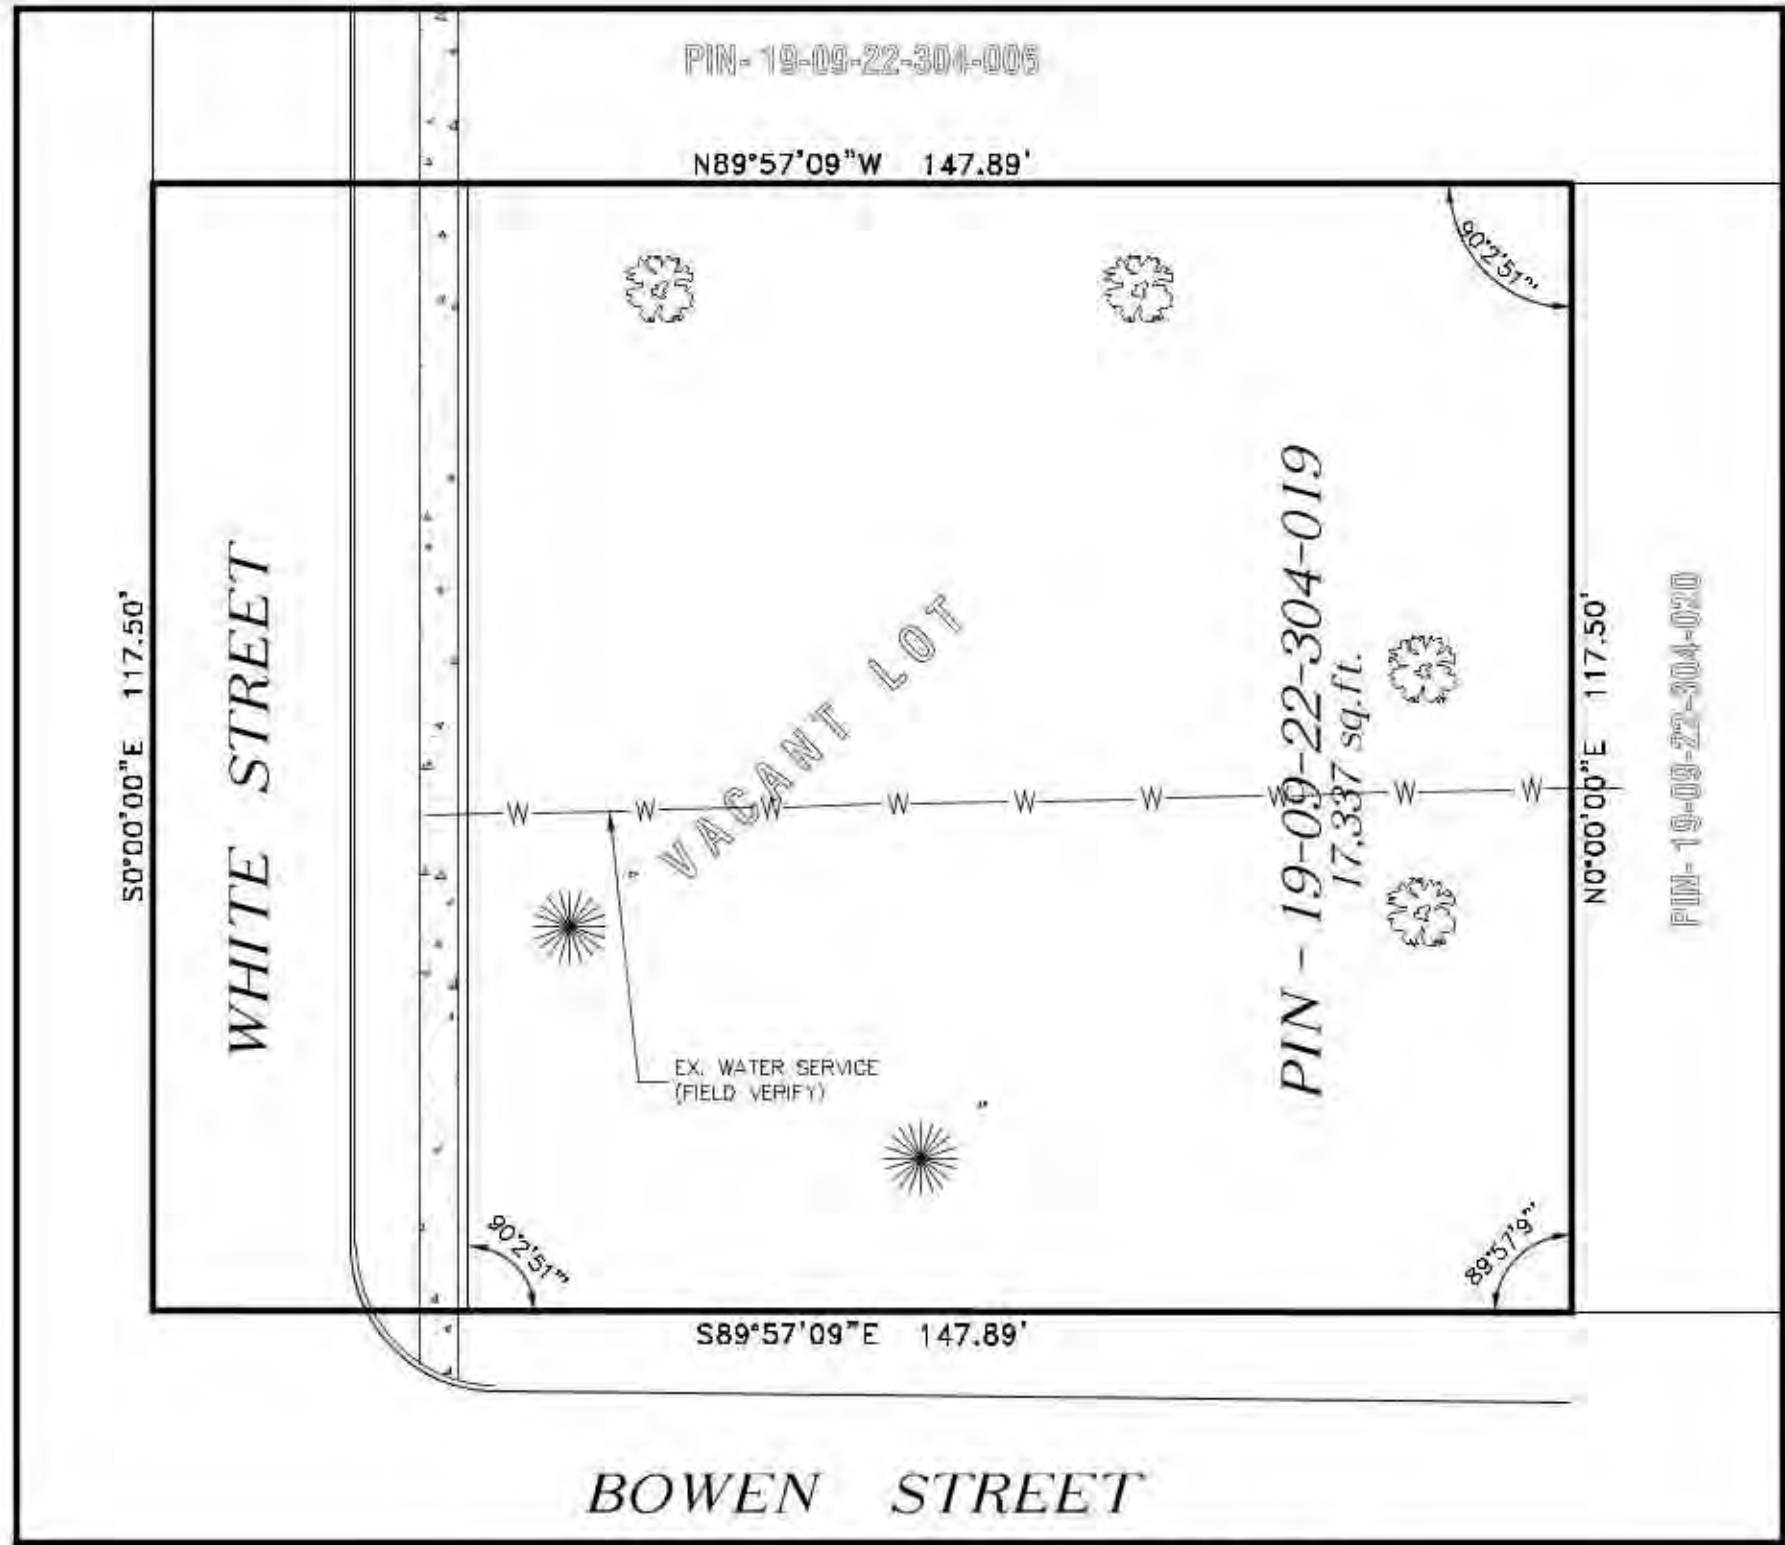 PIN- 19-09-22-304-006
N89°57'09"W 147.89'
90°2'51"
S0°00'00"E 117.50'
WHITE STREET
" VACANT LOT "
PIN - 19-09-22-304-019
17,337 sq.ft.
N0°00'00"E 117.50'
PIN- 19-09-22-304-020
W W W W W W W W W
EX. WATER SERVICE
(FIELD VERIFY)
90°2'51"
89°57'9"
S89°57'09"E 147.89'
BOWEN STREET